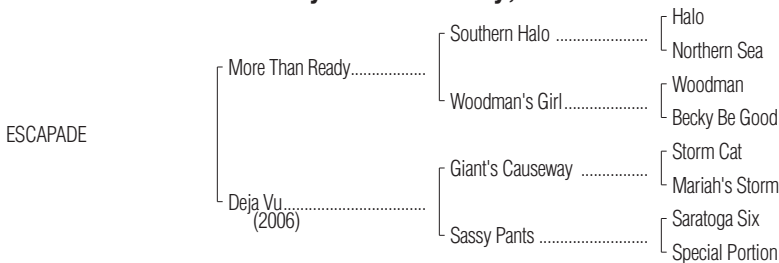 Halo
Southern Halo
Northern Sea
More Than Ready
Woodman
Woodman's Girl
Becky Be Good
ESCAPADE
Storm Cat
Giant's Causeway
Mariah's Storm
Deja Vu
(2006)
Saratoga Six
Sassy Pants
Special Portion